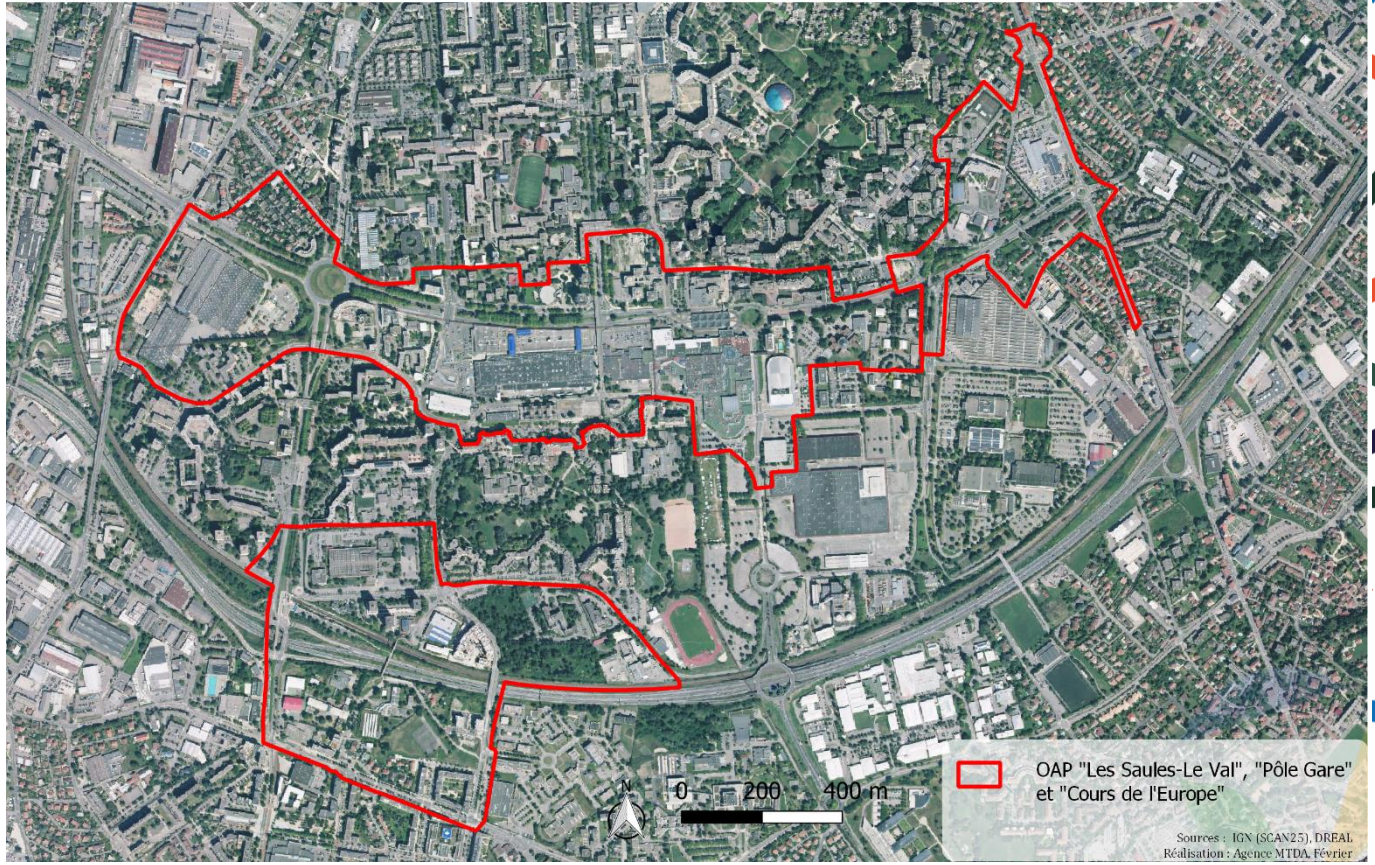 N
0 200 400 m
OAP "Les Saules-Le Val", "Pôle Gare"
et "Cours de l'Europe"
Sources : IGN (SCAN25), DREAL
Réalisation : Agence MTDA, Février